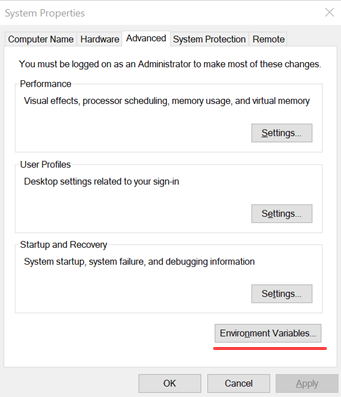 System Properties
Computer Name Hardware Advanced System Protection Remote
You must be logged on as an Administrator to make most of these changes.
Performance
Visual effects, processor scheduling, memory usage, and virtual memory
Settings...
User Profiles
Desktop settings related to your sign-in
Settings...
Startup and Recovery
System startup, system failure, and debugging information
Settings...
Environment Variables...
OK Cancel Apply